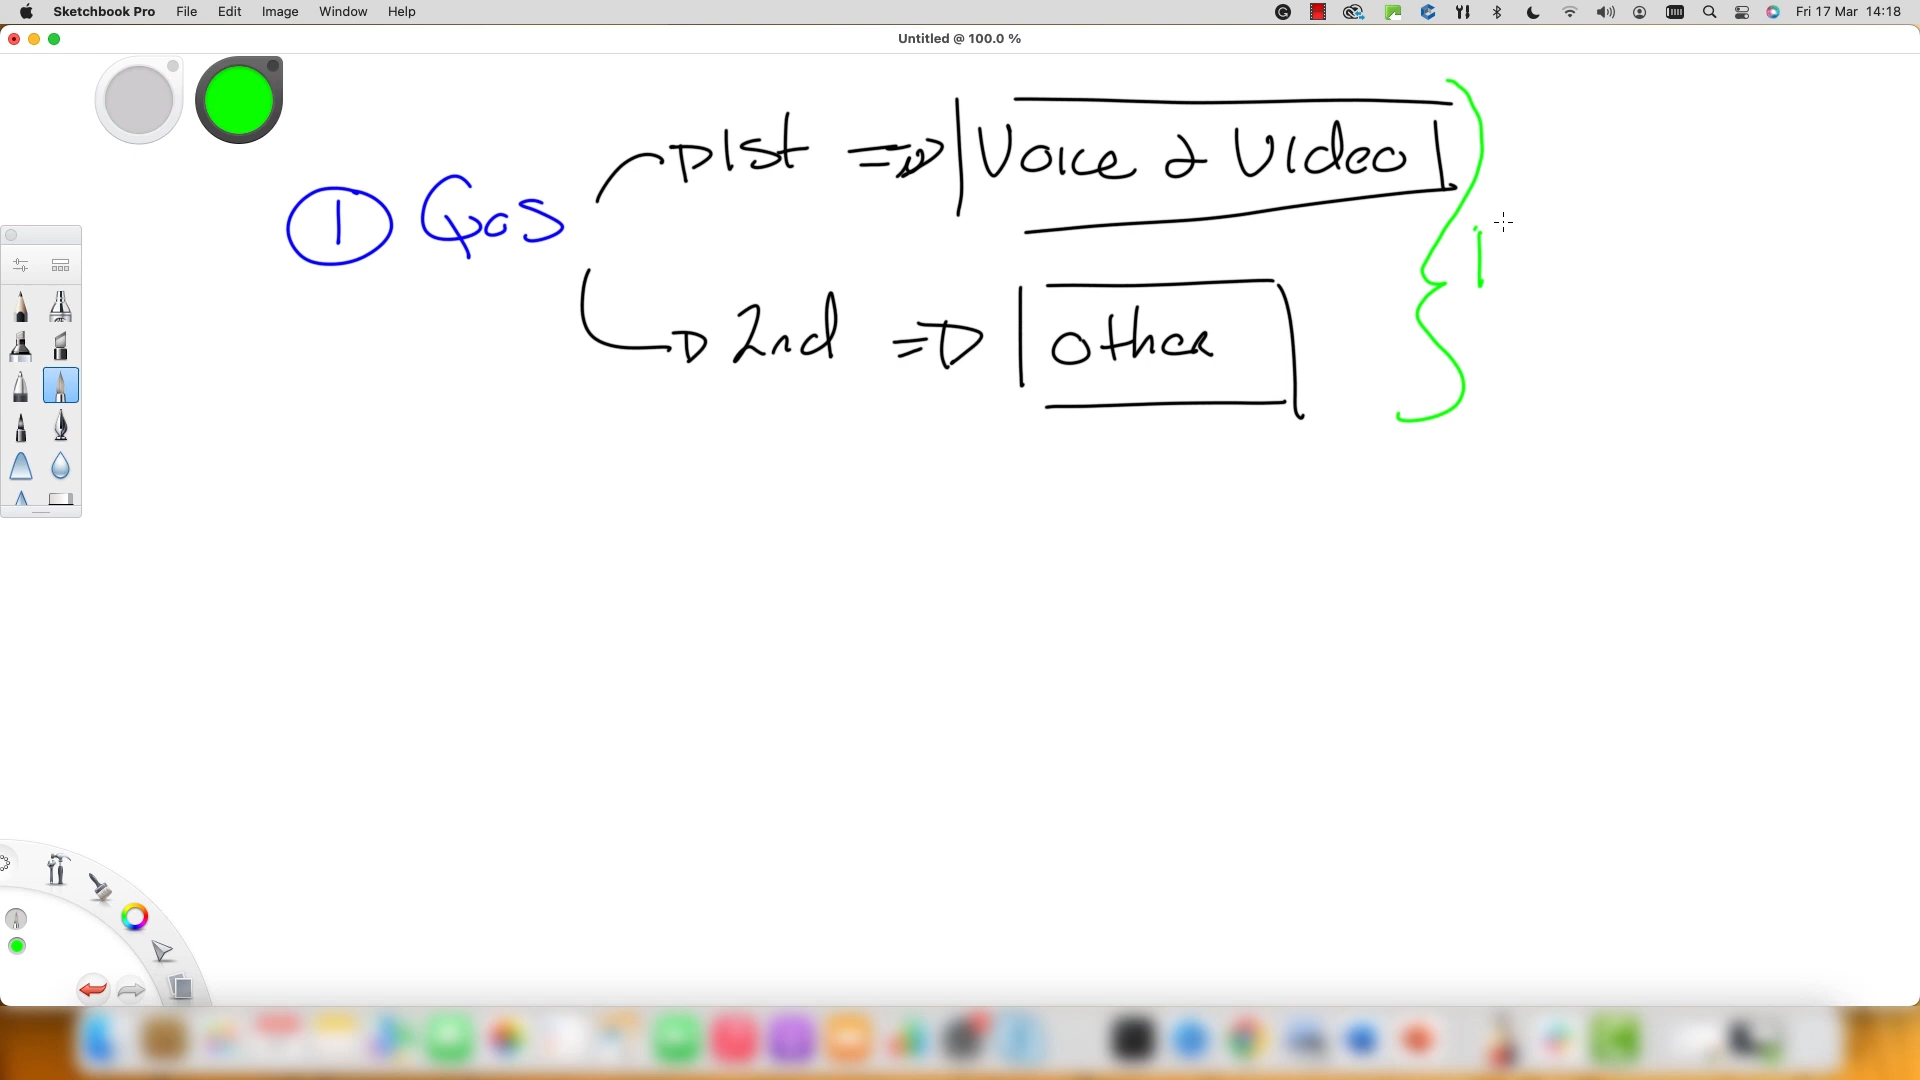 Sketchbook Pro File Edit Image Window Help Fri 17 Mar 14:18
Untitled @ 100.0 %
1st => Voice & Video
① QoS
2nd => other